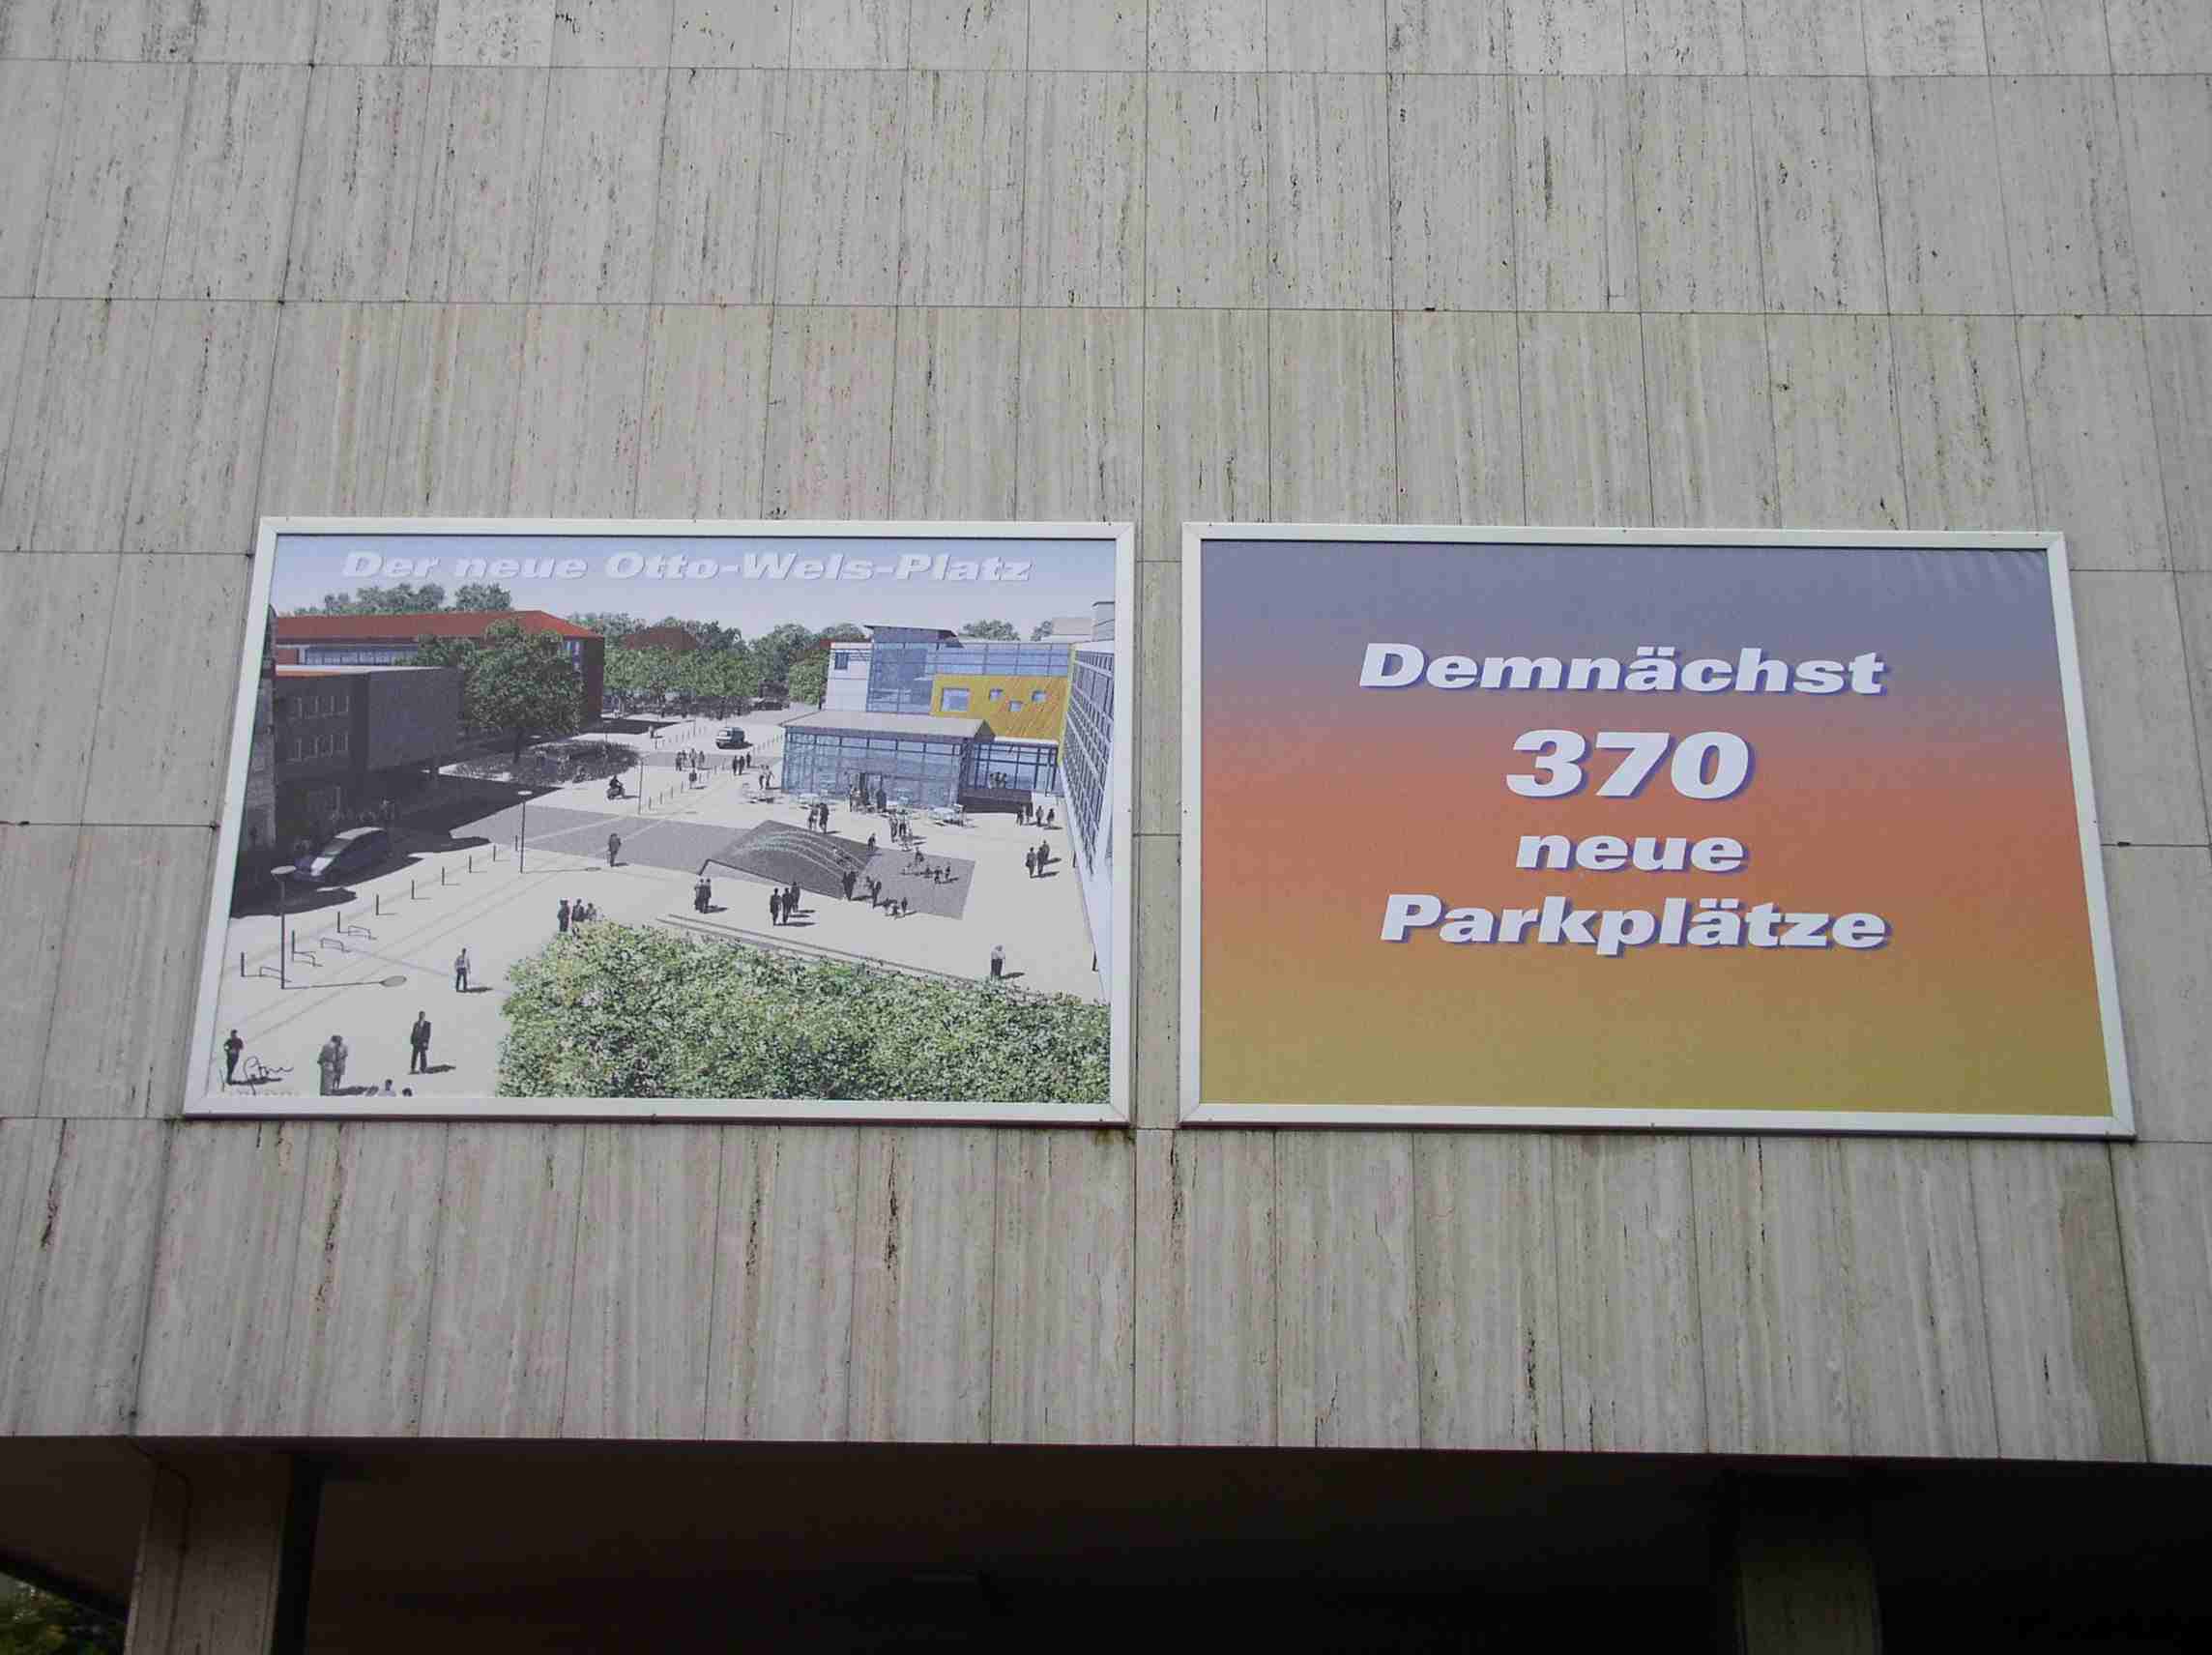 Der neue Otto-Wels-Platz
Demnächst
370
neue
Parkplätze